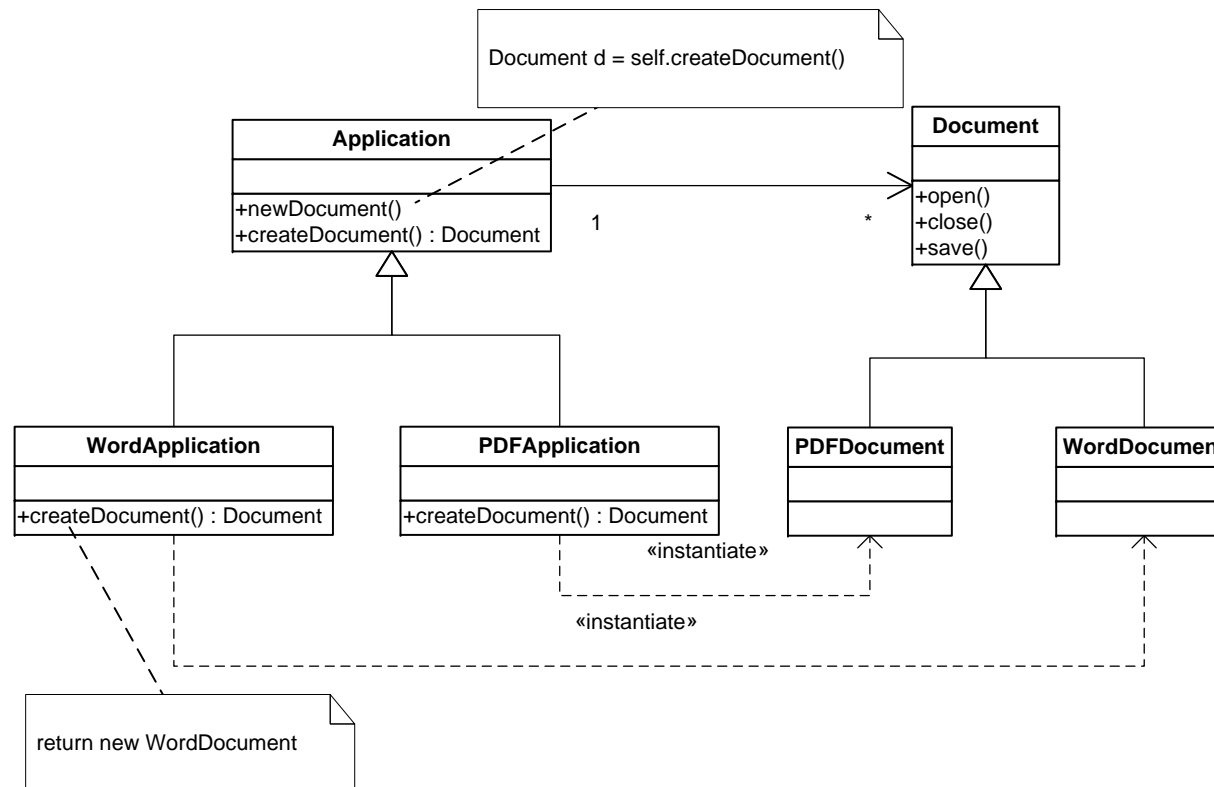 Document d = self.createDocument()
Application
Document
+newDocument()
+createDocument() : Document
1
*
+open()
+close()
+save()
WordApplication
PDFApplication
PDFDocument
WordDocument
+createDocument() : Document
+createDocument() : Document
«instantiate»
«instantiate»
return new WordDocument